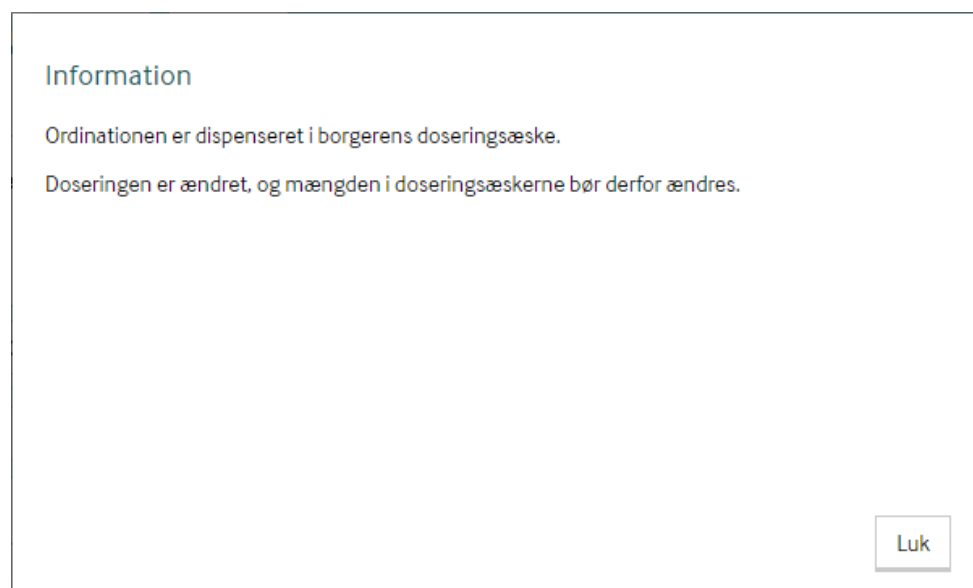 Information
Ordinationen er dispenseret i borgerens doseringsæske.
Doseringen er ændret, og mængden i doseringsæskerne bør derfor ændres.
Luk